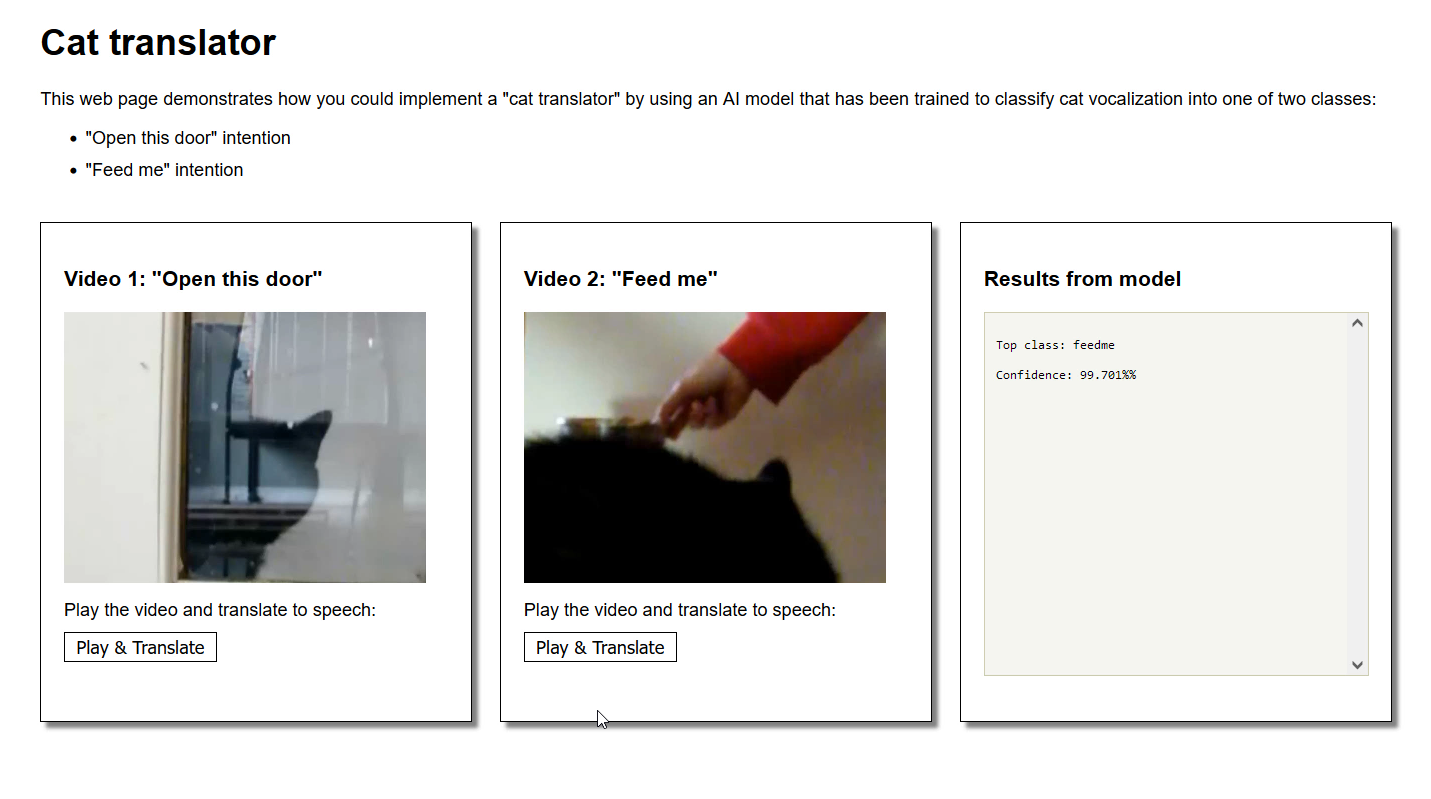 Cat translator
This web page demonstrates how you could implement a "cat translator" by using an AI model that has been trained to classify cat vocalization into one of two classes:
• "Open this door" intention
• "Feed me" intention
Video 1: "Open this door"
Play the video and translate to speech:
Play & Translate
Video 2: "Feed me"
Play the video and translate to speech:
Play & Translate
Results from model
Top class: feedme
Confidence: 99.701%%